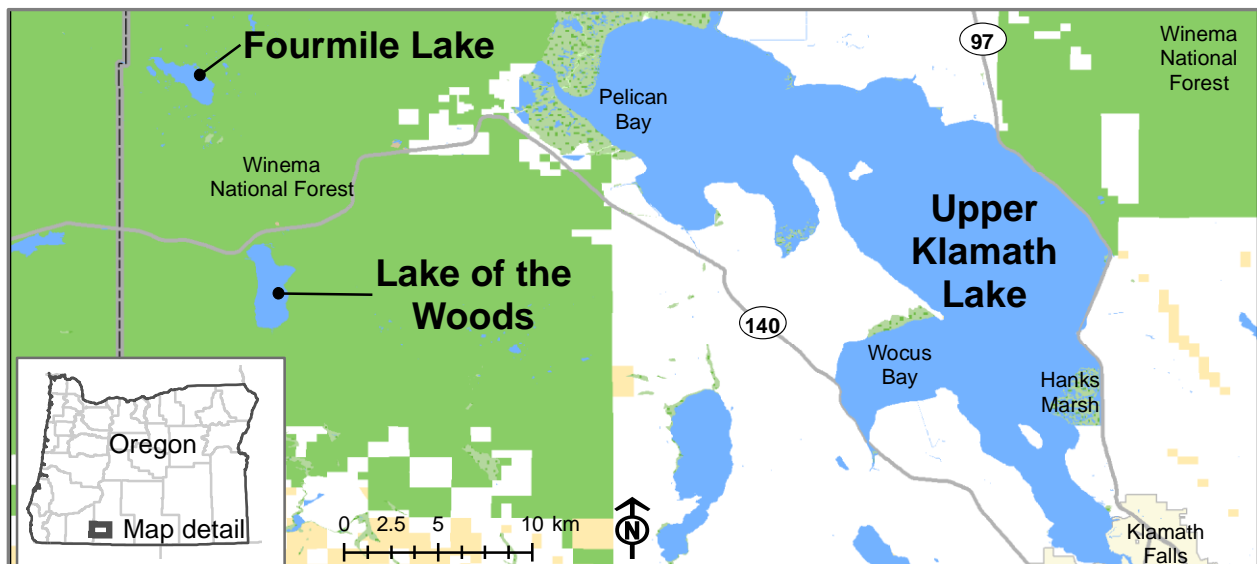 Fourmile Lake
97
Winema
National
Forest
Pelican
Bay
Winema
National Forest
Upper
Klamath
Lake
Lake of the
Woods
140
Wocus
Bay
Hanks
Marsh
Oregon
Map detail
0 2.5 5 10 km
N
Klamath
Falls